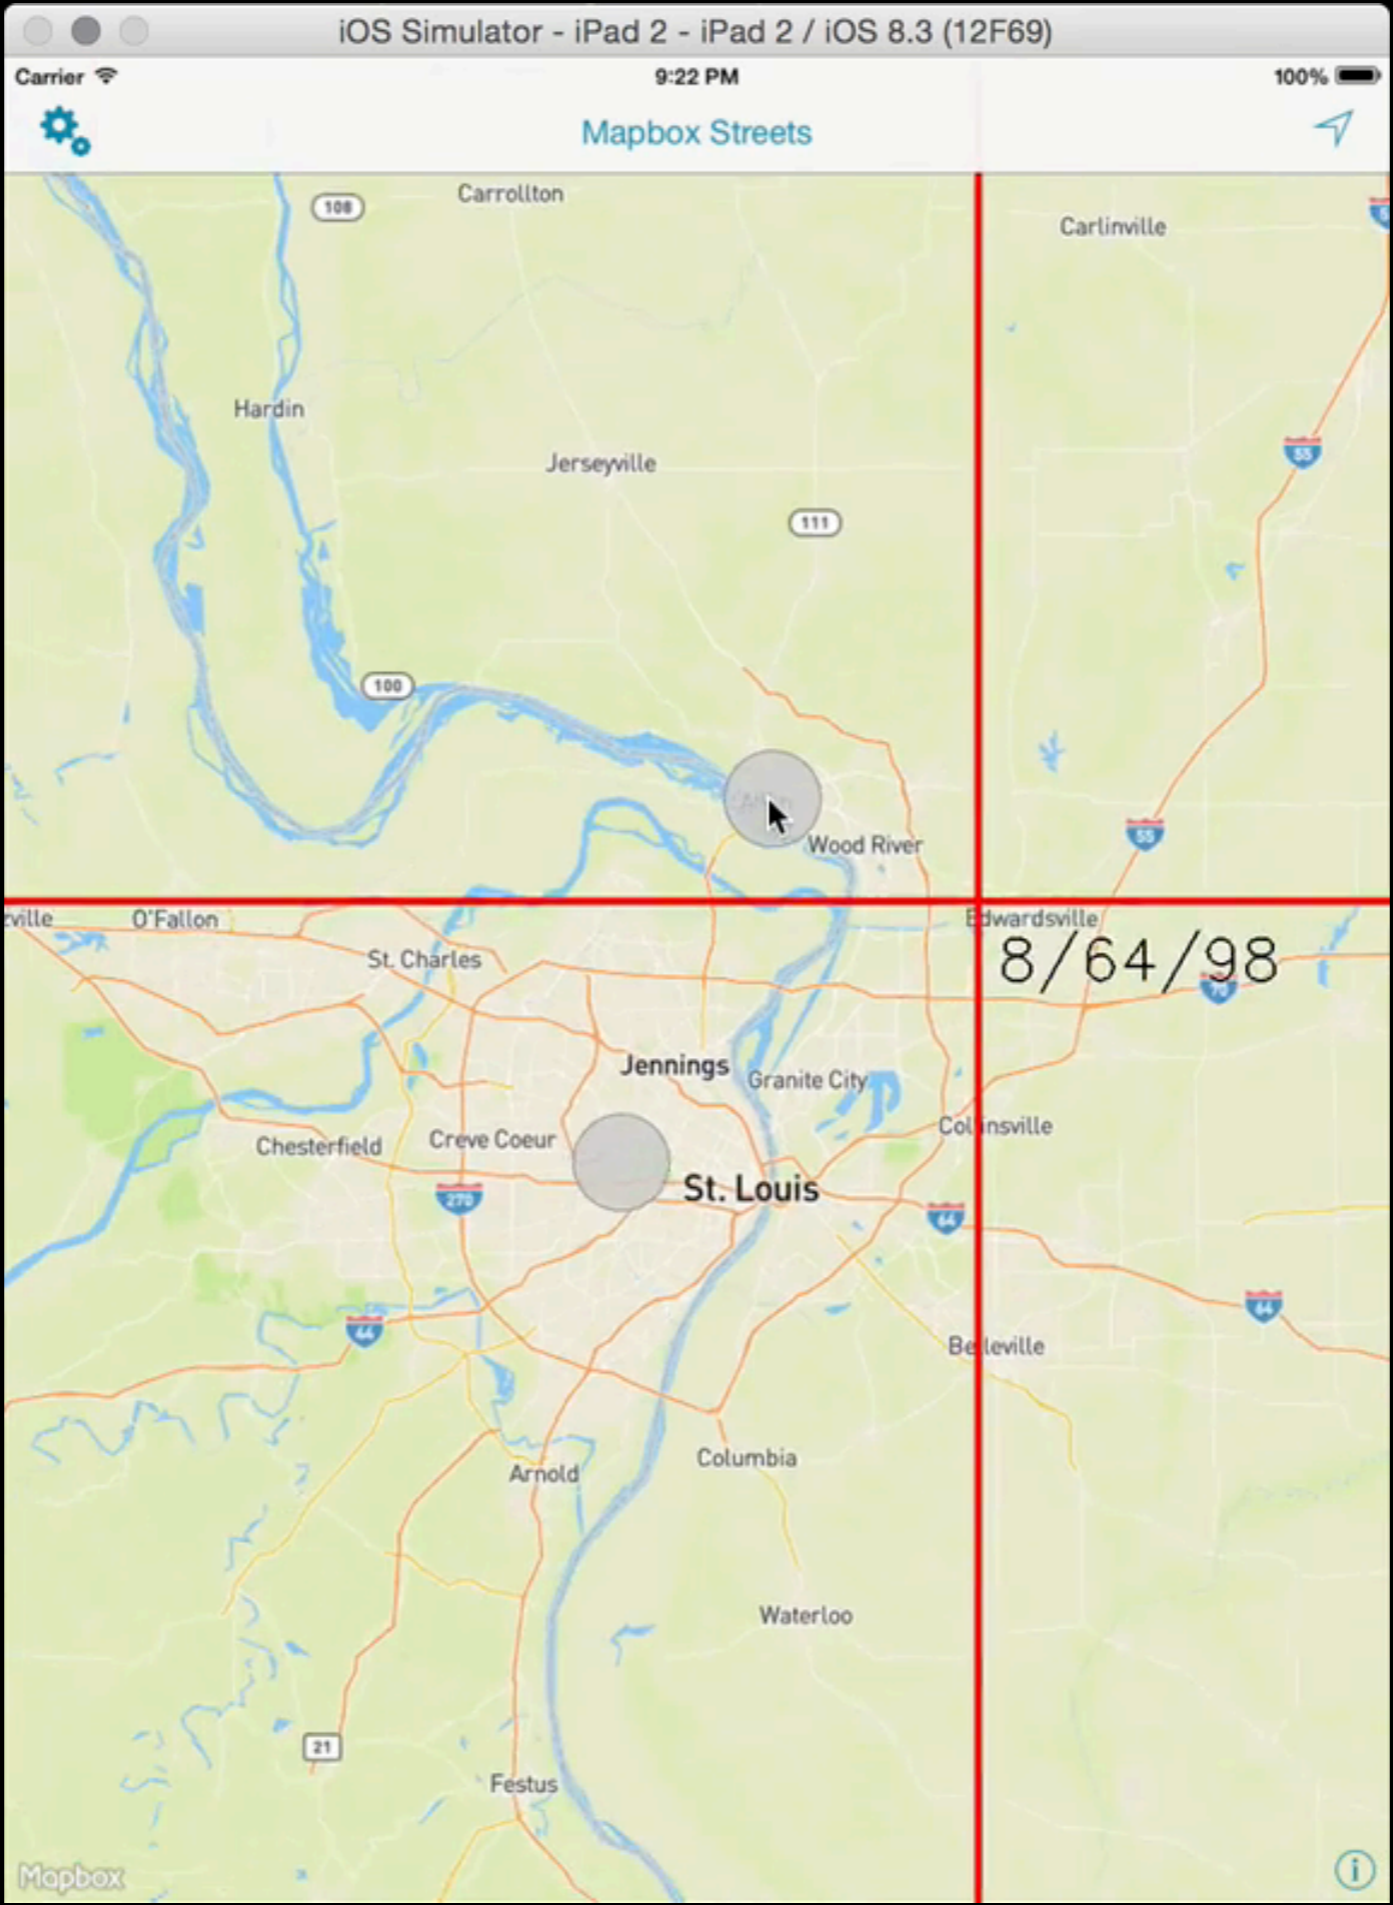 iOS Simulator - iPad 2 - iPad 2 / iOS 8.3 (12F69)
Carrier 9:22 PM 100%
Mapbox Streets
108
Carrollton
Carlinville
Hardin
55
Jerseyville
111
100
55
Wood River
O'Fallon
Edwardsville
St. Charles
8/64/98
70
Jennings
Granite City
Collinsville
Chesterfield
Creve Coeur
St. Louis
270
64
64
44
Belleville
Columbia
Arnold
Waterloo
21
Festus
Mapbox
i